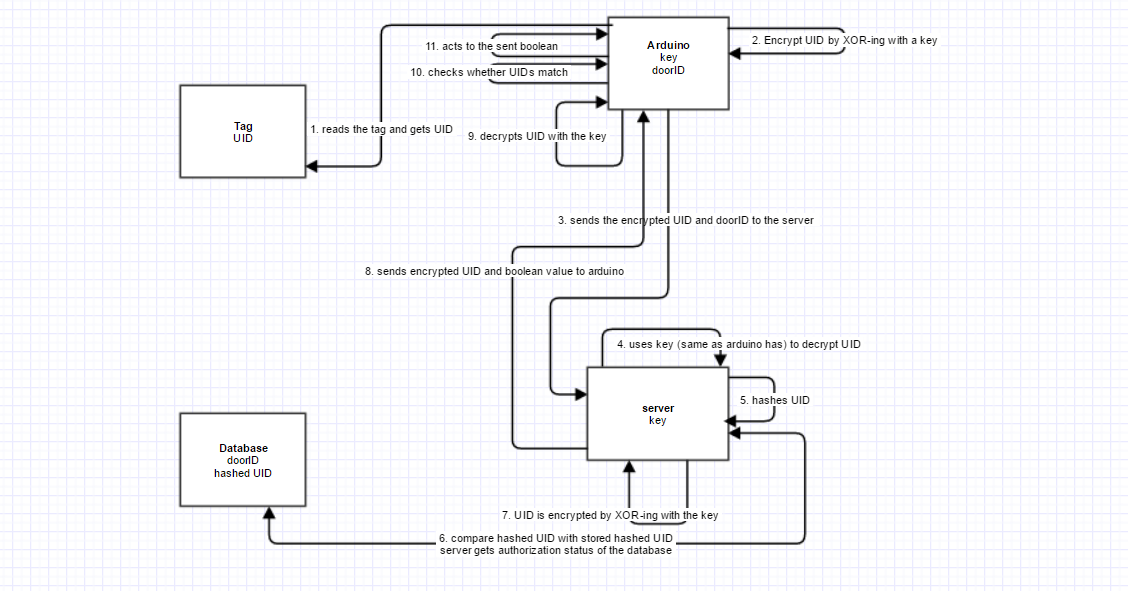 Arduino
key
doorID
2. Encrypt UID by XOR-ing with a key
11. acts to the sent boolean
10. checks whether UIDs match
Tag
UID
1. reads the tag and gets UID
9. decrypts UID with the key
3. sends the encrypted UID and doorID to the server
8. sends encrypted UID and boolean value to arduino
4. uses key (same as arduino has) to decrypt UID
5. hashes UID
server
key
Database
doorID
hashed UID
7. UID is encrypted by XOR-ing with the key
6. compare hashed UID with stored hashed UID
server gets authorization status of the database